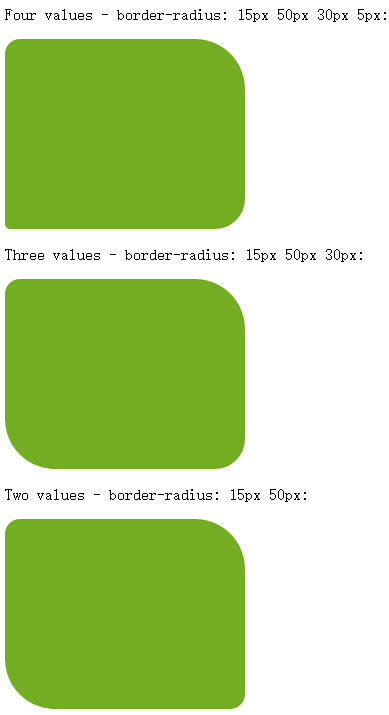 Four values - border-radius: 15px 50px 30px 5px:
Three values - border-radius: 15px 50px 30px:
Two values - border-radius: 15px 50px: